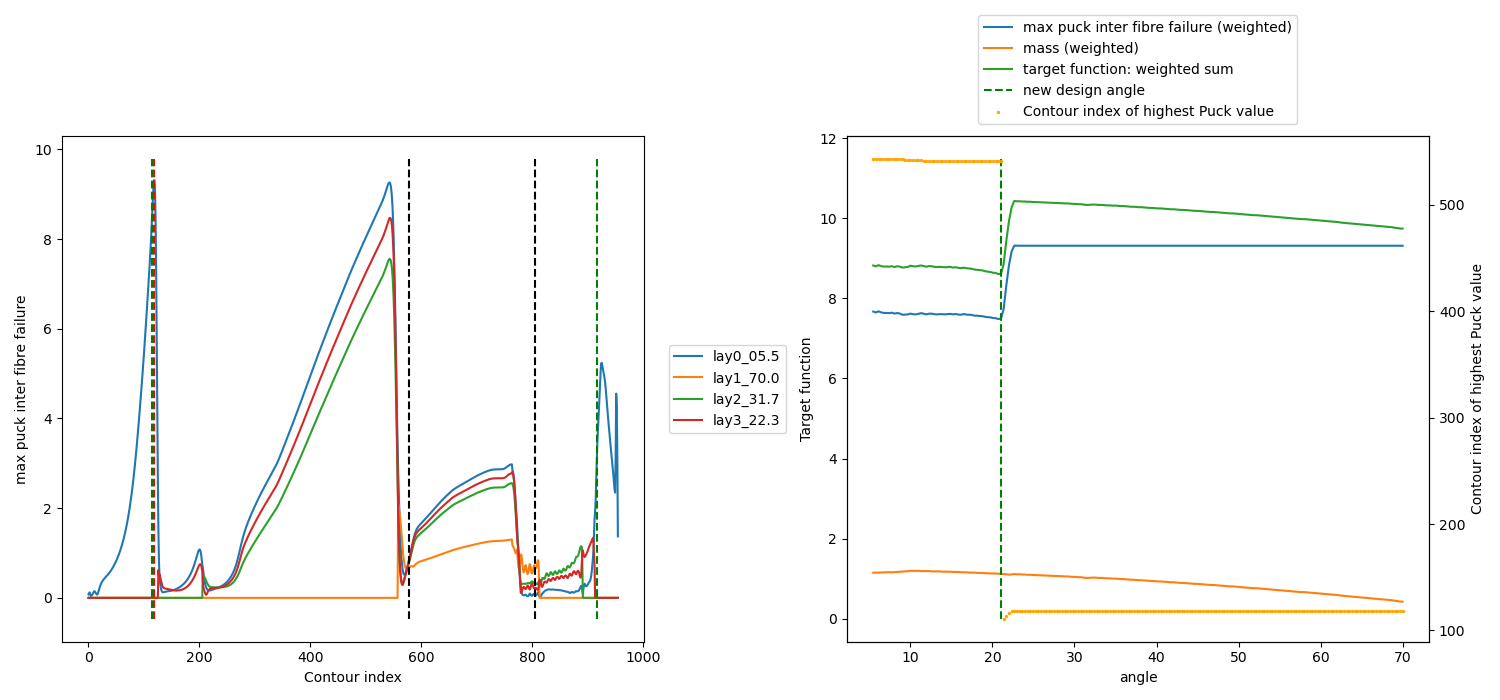 max puck inter fibre failure (weighted)
mass (weighted)
target function: weighted sum
new design angle
Contour index of highest Puck value
max puck inter fibre failure
10
8
6
4
2
0
0
200
400
600
800
1000
Contour index
lay0_05.5
lay1_70.0
lay2_31.7
lay3_22.3
Target function
12
10
8
6
4
2
0
10
20
30
40
50
60
70
angle
500
400
300
200
100
Contour index of highest Puck value